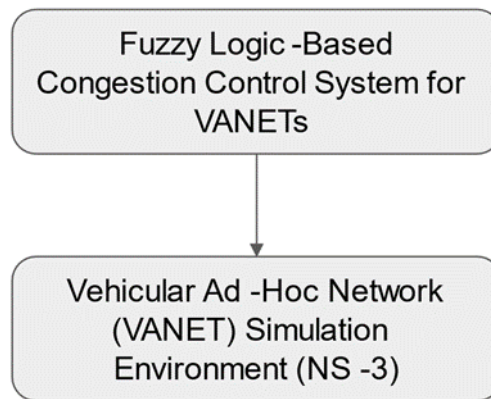 Fuzzy Logic -Based
Congestion Control System for
VANETs
Vehicular Ad -Hoc Network
(VANET) Simulation
Environment (NS -3)